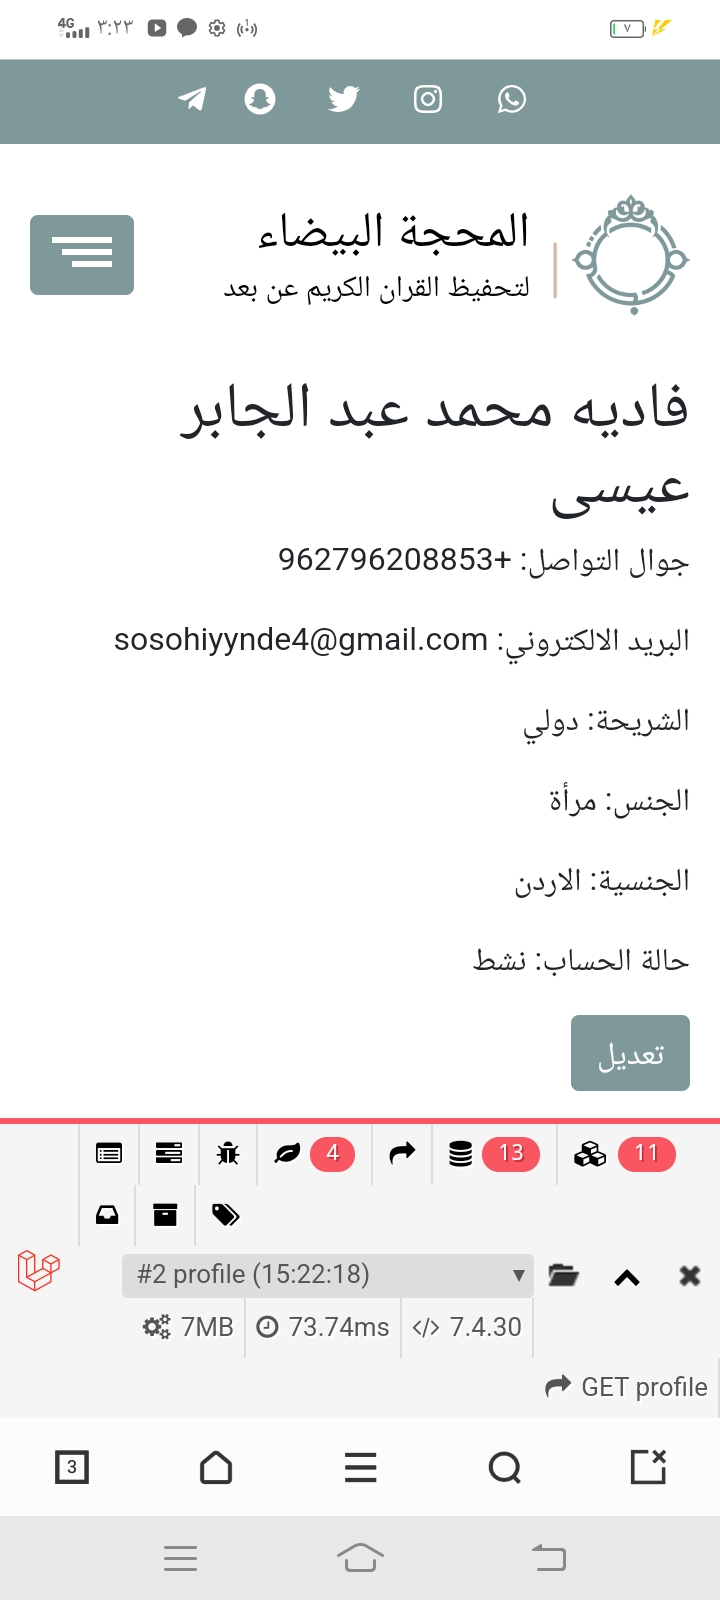 4G ٣:٢٣ ٧
المحجة البيضاء
لتحفيظ القران الكريم عن بعد
فاديه محمد عبد الجابر
عيسى
جوال التواصل: +962796208853
البريد الالكتروني: sosohiyynde4@gmail.com
الشريحة: دولي
الجنس: مرأة
الجنسية: الاردن
حالة الحساب: نشط
تعديل
4 13 11
#2 profile (15:22:18)
7MB 73.74ms 7.4.30
GET profile
3